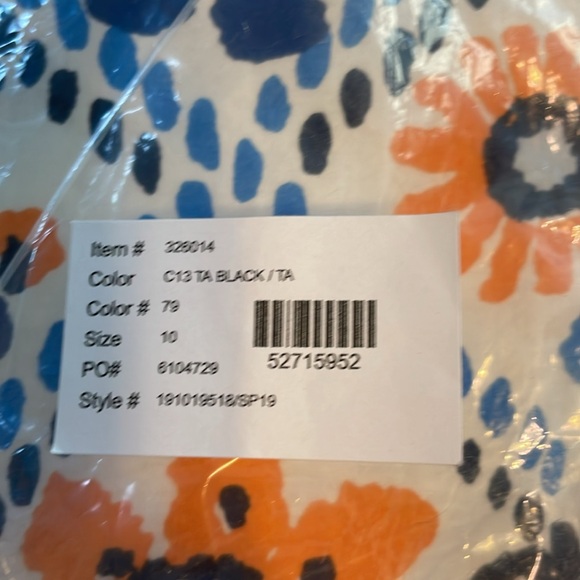 Item # 326014
Color C13 TA BLACK / TA
Color # 79
Size 10
PO# 6104729
Style # 191019518/SP19
52715952